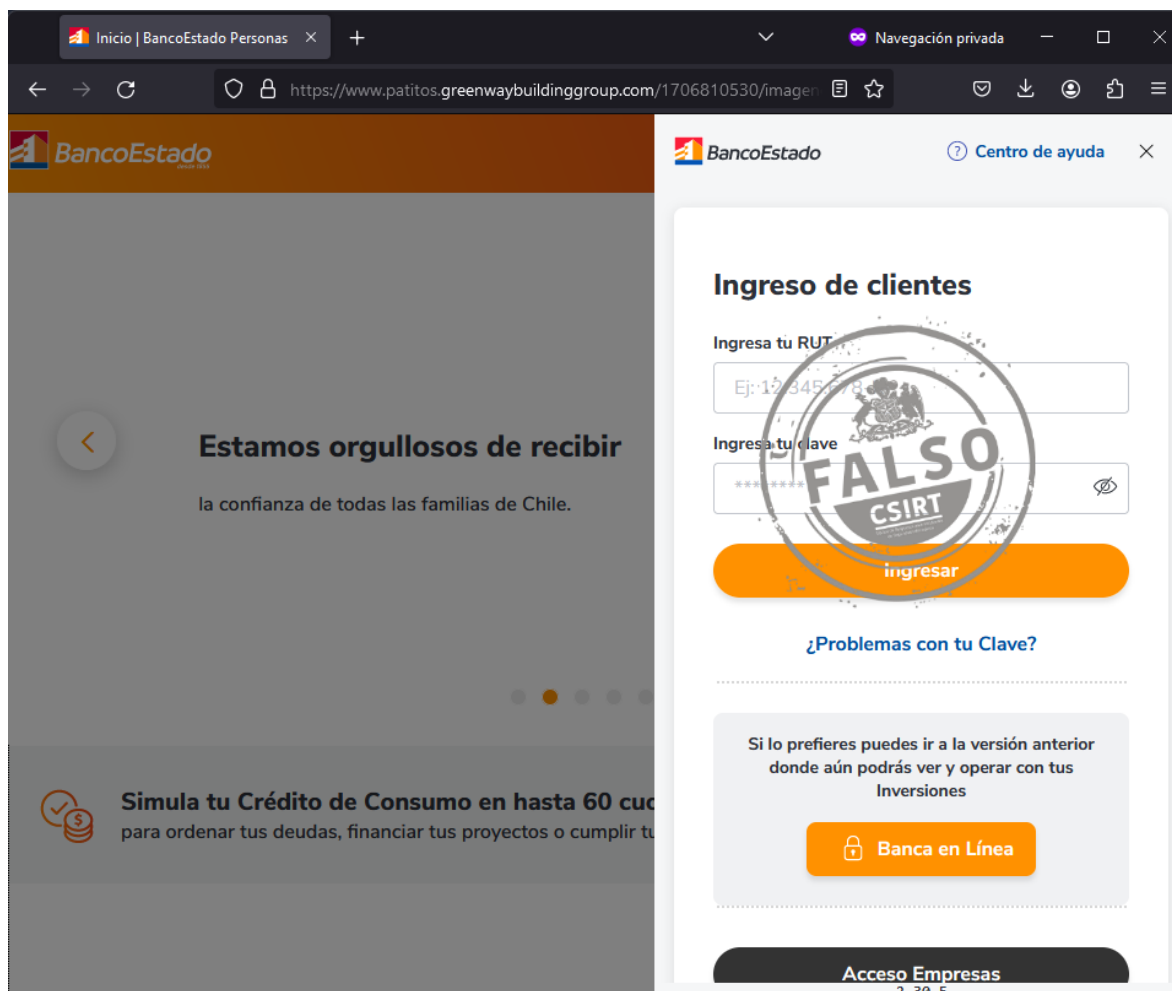 Inicio | BancoEstado Personas
Navegación privada
https://www.patitos.greenwaybuildinggroup.com/1706810530/imagen
BancoEstado
BancoEstado
Centro de ayuda
Ingreso de clientes
Ingresa tu RUT
Ej: 12.345.678
Ingresa tu clave
*********
FALSO
CSIRT
Ingresar
Estamos orgullosos de recibir
la confianza de todas las familias de Chile.
¿Problemas con tu Clave?
Si lo prefieres puedes ir a la versión anterior
donde aún podrás ver y operar con tus
Inversiones
Banca en Línea
Simula tu Crédito de Consumo en hasta 60 cuo
para ordenar tus deudas, financiar tus proyectos o cumplir tu
Acceso Empresas